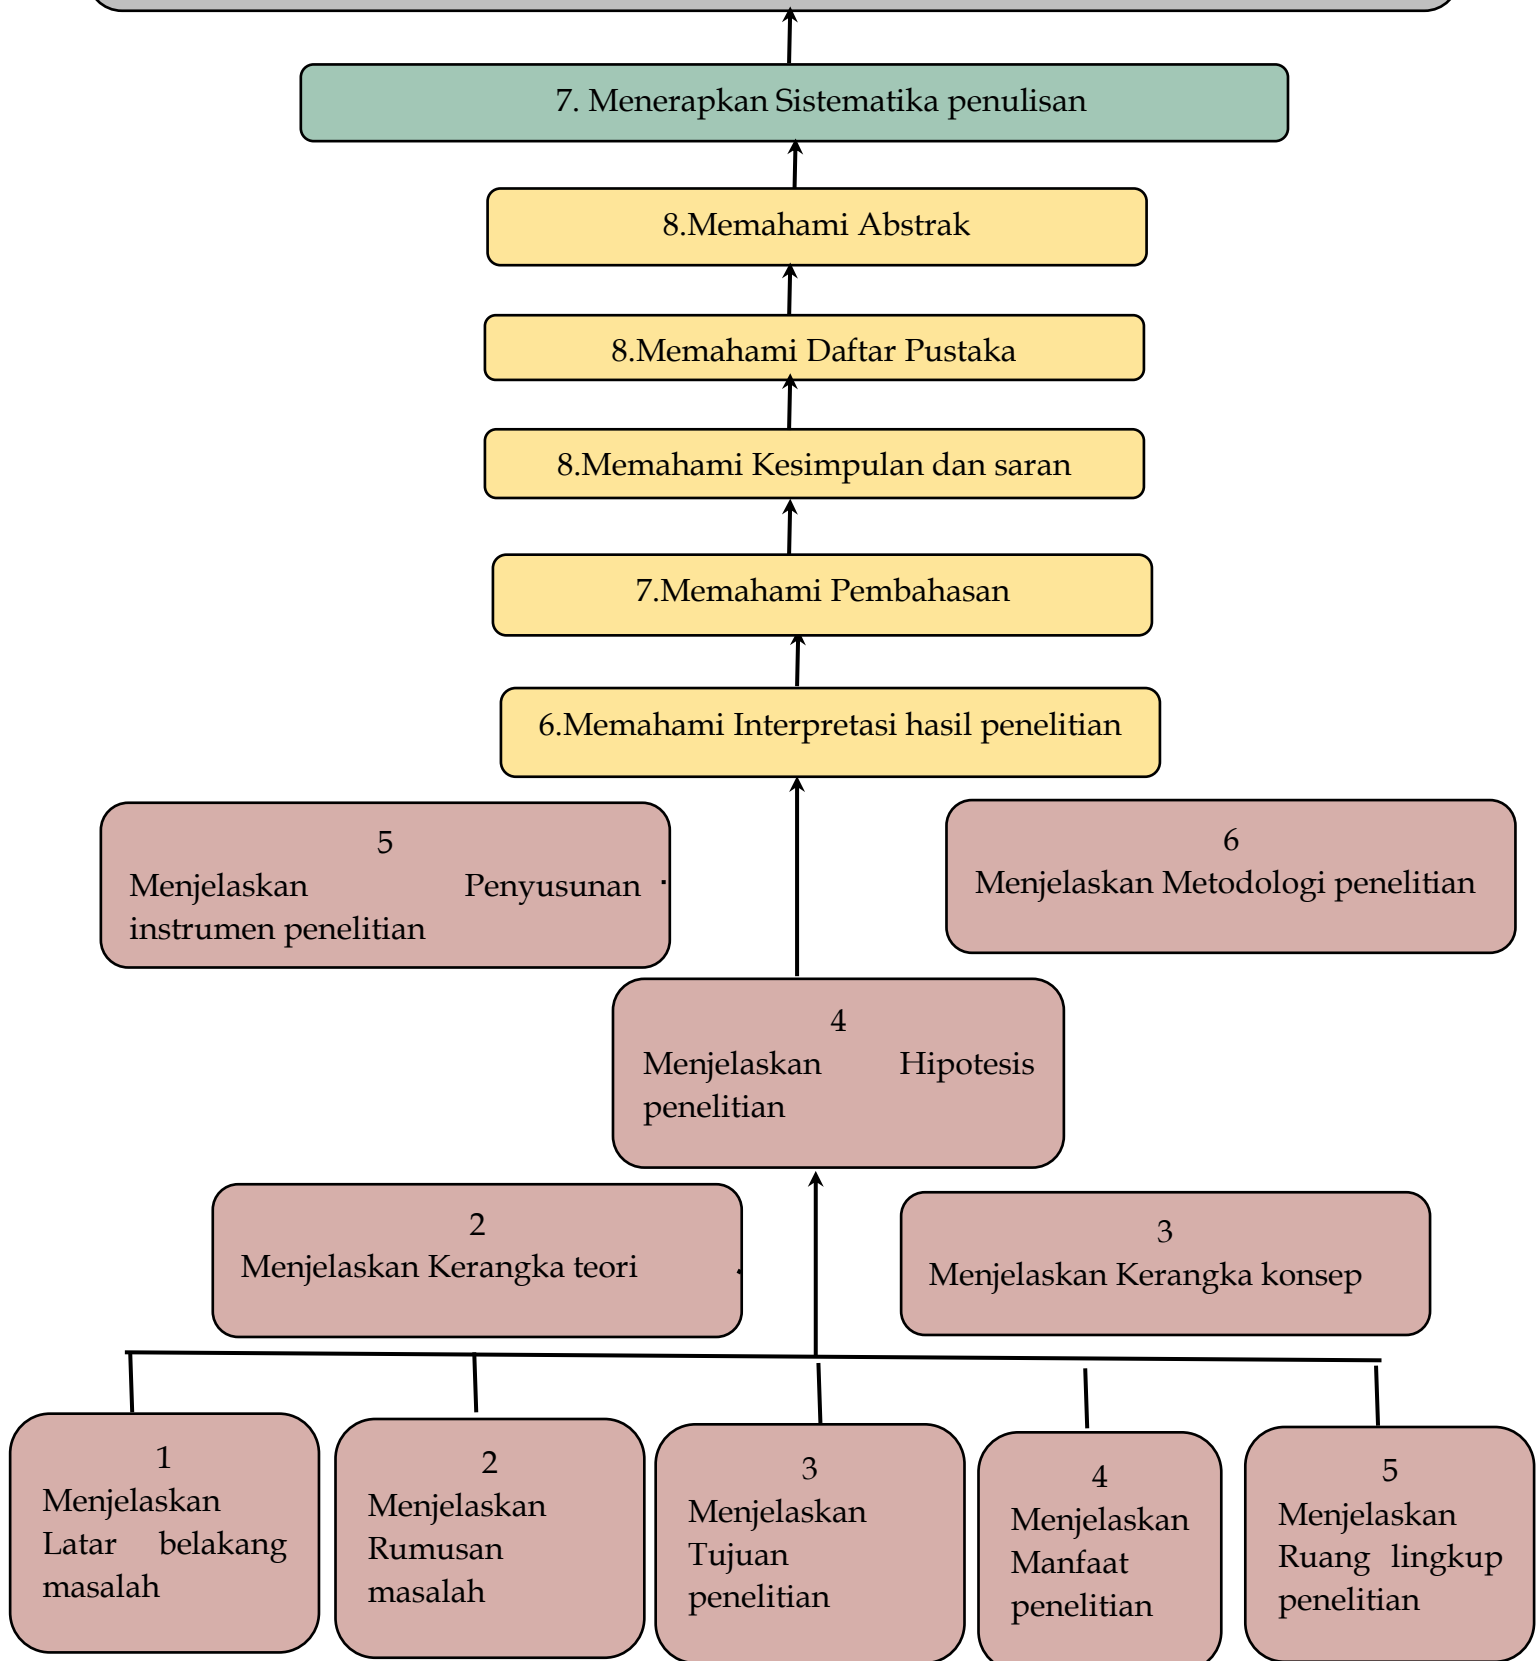 7. Menerapkan Sistematika penulisan
8.Memahami Abstrak
8.Memahami Daftar Pustaka
8.Memahami Kesimpulan dan saran
7.Memahami Pembahasan
6.Memahami Interpretasi hasil penelitian
5
Menjelaskan Penyusunan
instrumen penelitian
6
Menjelaskan Metodologi penelitian
4
Menjelaskan Hipotesis
penelitian
2
Menjelaskan Kerangka teori
3
Menjelaskan Kerangka konsep
1
Menjelaskan
Latar belakang
masalah
2
Menjelaskan
Rumusan
masalah
3
Menjelaskan
Tujuan
penelitian
4
Menjelaskan
Manfaat
penelitian
5
Menjelaskan
Ruang lingkup
penelitian